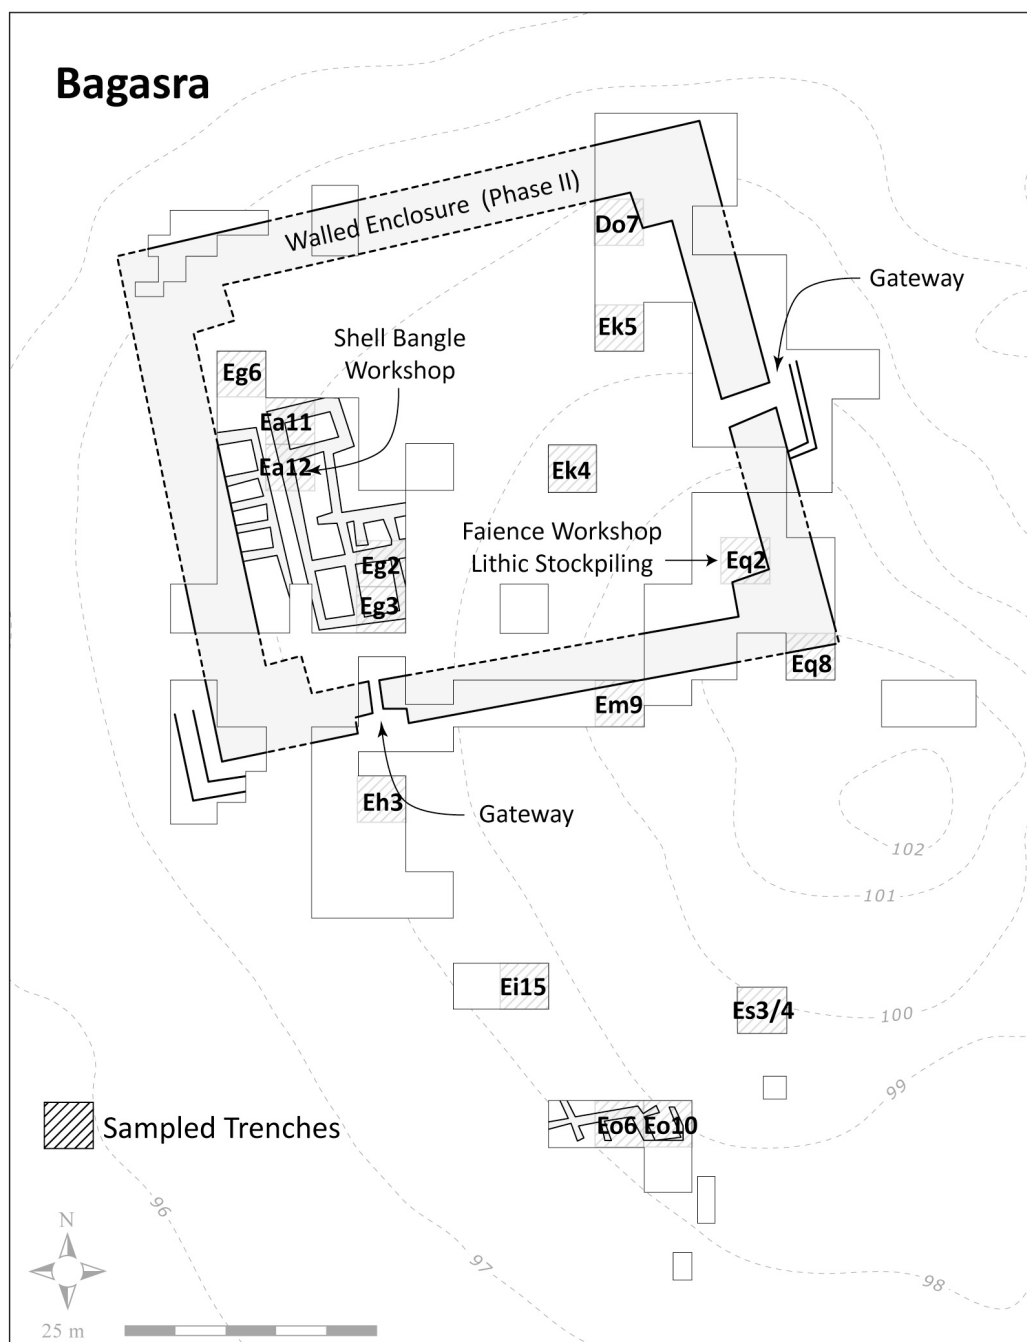 Bagasra
Walled Enclosure (Phase II)
Do7
Gateway
Ek5
Shell Bangle
Workshop
Eg6
Ea11
Ea12
Ek4
Faience Workshop
Lithic Stockpiling
Eq2
Eg2
Eg3
Eq8
Em9
Eh3
Gateway
102
101
Ei15
Es3/4
100
99
Sampled Trenches
Eo6
Eo10
96
N
97
98
25 m